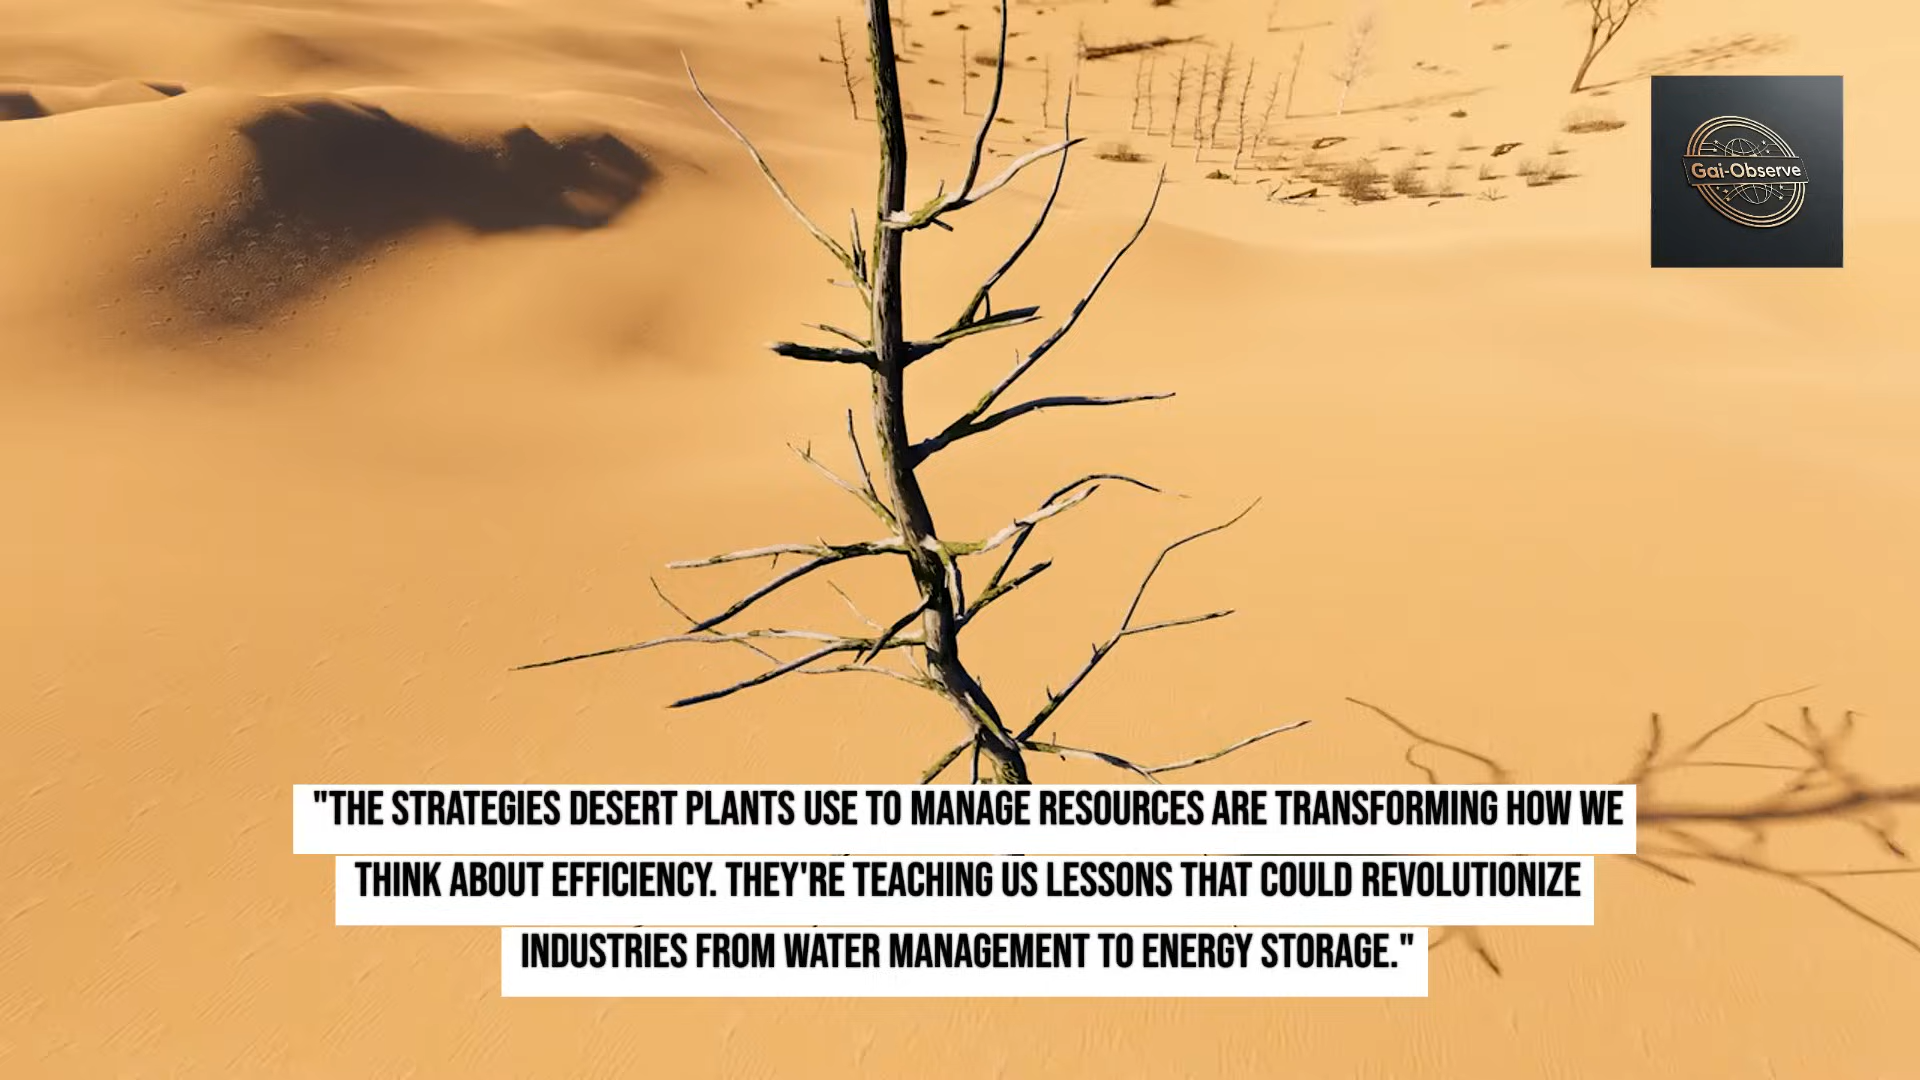 Gai-Observe
"THE STRATEGIES DESERT PLANTS USE TO MANAGE RESOURCES ARE TRANSFORMING HOW WE
THINK ABOUT EFFICIENCY. THEY'RE TEACHING US LESSONS THAT COULD REVOLUTIONIZE
INDUSTRIES FROM WATER MANAGEMENT TO ENERGY STORAGE."